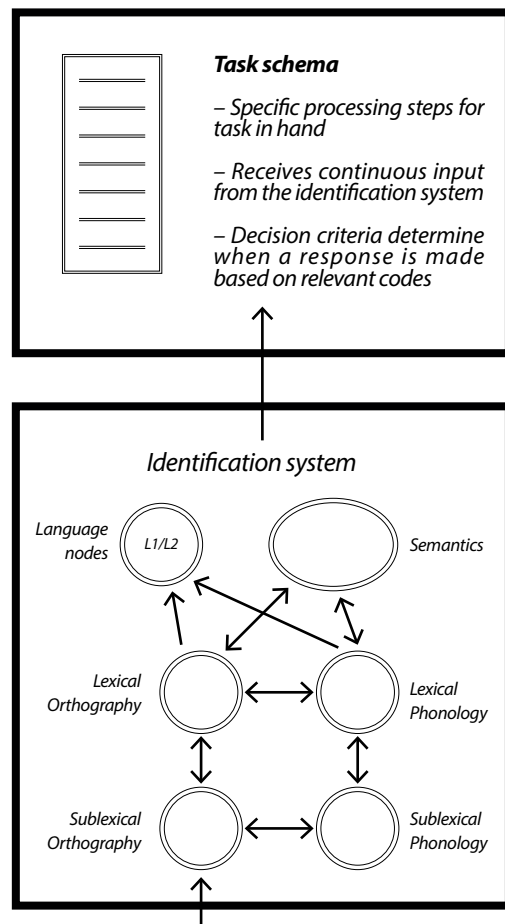 Task schema
– Specific processing steps for
task in hand
– Receives continuous input
from the identification system
– Decision criteria determine
when a response is made
based on relevant codes
Identification system
Language
nodes
L1/L2
Semantics
Lexical
Orthography
Lexical
Phonology
Sublexical
Orthography
Sublexical
Phonology